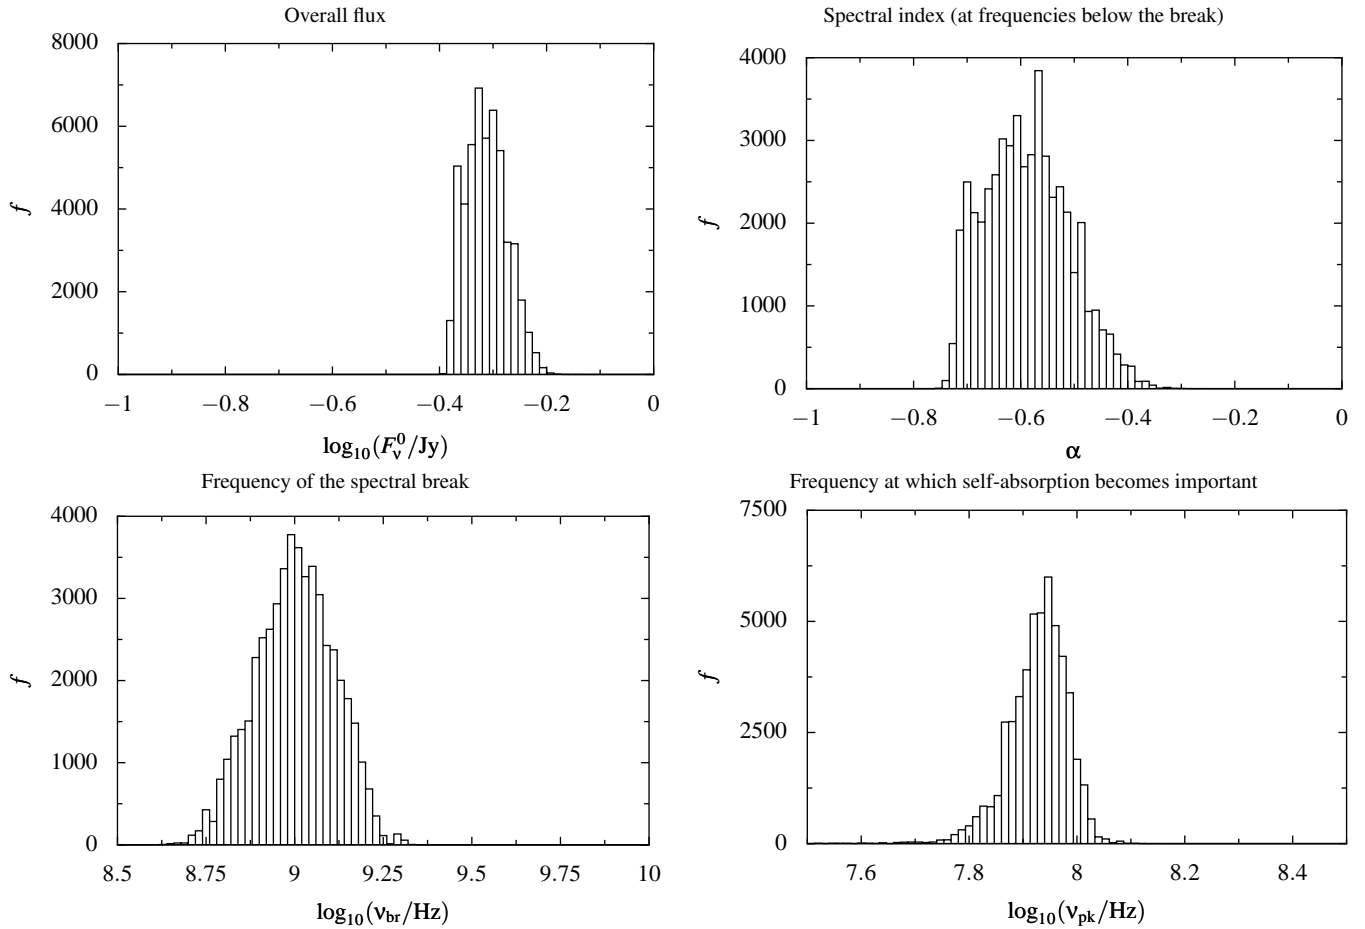 Overall flux
8000
6000
4000
2000
0
f
−1 −0.8 −0.6 −0.4 −0.2 0
log₁₀(F⁰ᵥ/Jy)
Spectral index (at frequencies below the break)
4000
3000
2000
1000
0
f
−1 −0.8 −0.6 −0.4 −0.2 0
α
Frequency of the spectral break
4000
3000
2000
1000
0
f
8.5 8.75 9 9.25 9.5 9.75 10
log₁₀(ν_br/Hz)
Frequency at which self-absorption becomes important
7500
5000
2500
0
f
7.6 7.8 8 8.2 8.4
log₁₀(ν_pk/Hz)